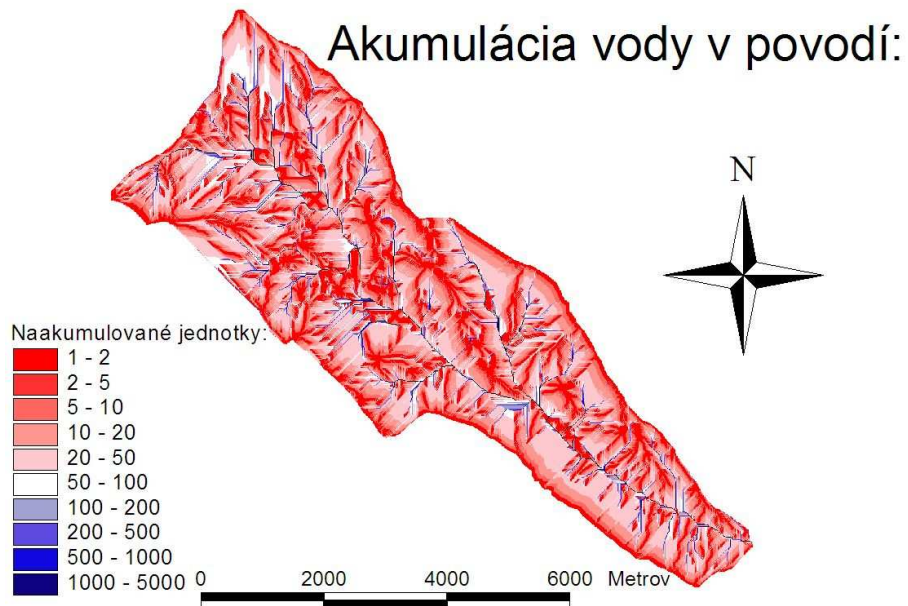 Akumulácia vody v povodí:
N
Naakumulované jednotky:
1 - 2
2 - 5
5 - 10
10 - 20
20 - 50
50 - 100
100 - 200
200 - 500
500 - 1000
1000 - 5000
0 2000 4000 6000 Metrov